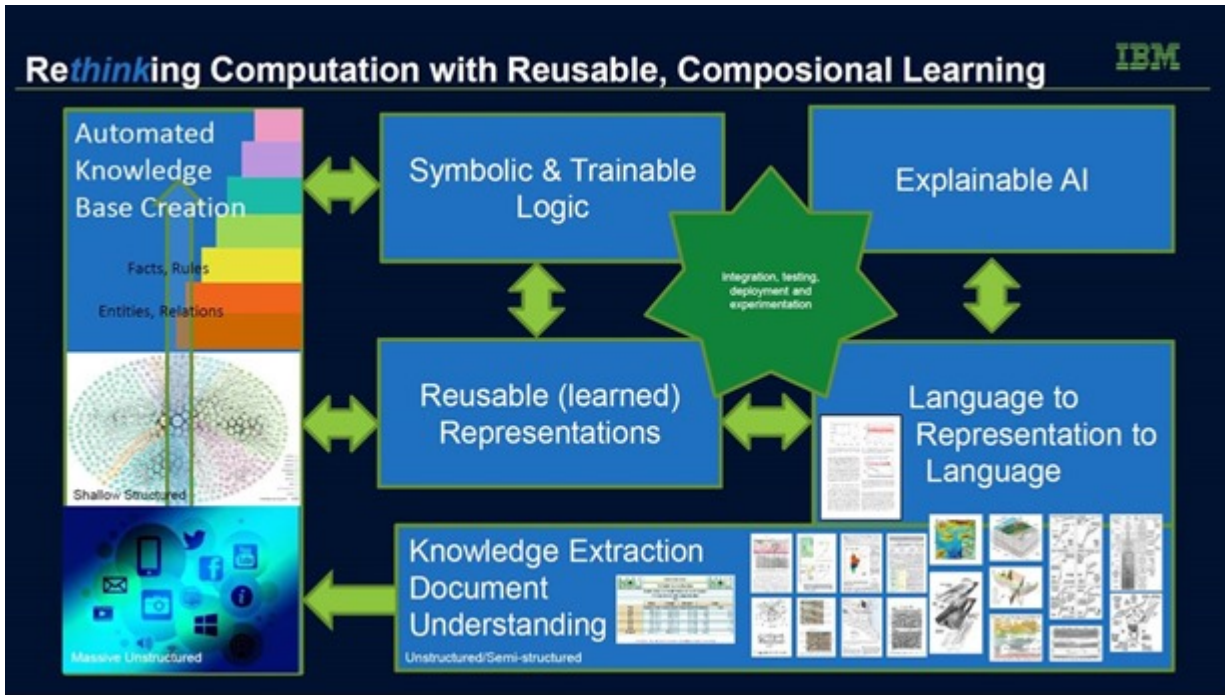 Rethinking Computation with Reusable, Composional Learning
IBM
Automated
Knowledge
Base Creation
Facts, Rules
Entities, Relations
Shallow Structured
Massive Unstructured
Symbolic & Trainable
Logic
Explainable AI
Integration, testing,
deployment and
experimentation
Reusable (learned)
Representations
Language to
Representation to
Language
Knowledge Extraction
Document
Understanding
Unstructured/Semi-structured